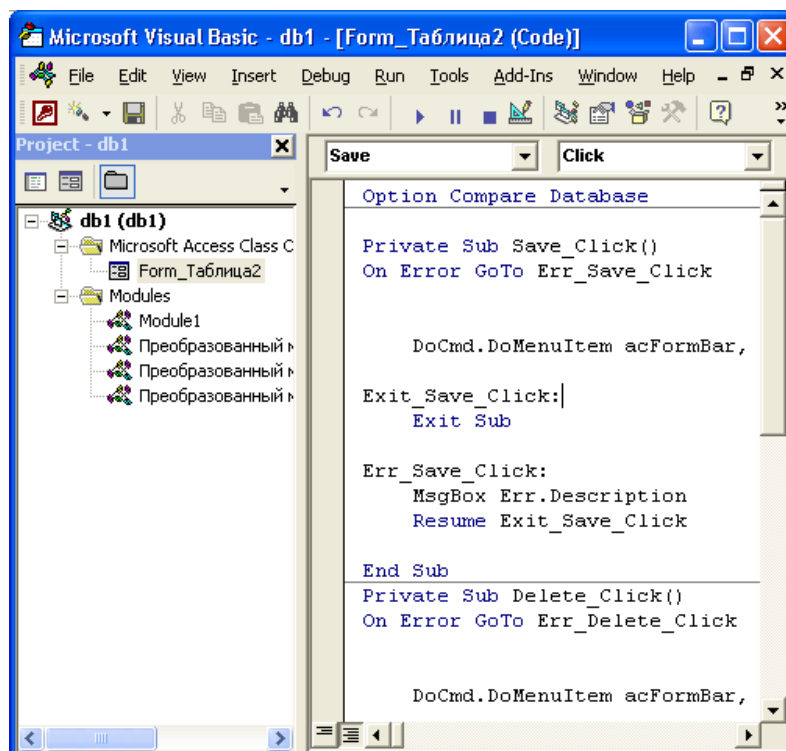 Microsoft Visual Basic - db1 - [Form_Таблица2 (Code)]
File Edit View Insert Debug Run Tools Add-Ins Window Help
Project - db1
db1 (db1)
Microsoft Access Class C
Form_Таблица2
Modules
Module1
Преобразованный м
Преобразованный м
Преобразованный м
Save Click
Option Compare Database
Private Sub Save_Click()
On Error GoTo Err_Save_Click
DoCmd.DoMenuItem acFormBar,
Exit_Save_Click:
Exit Sub
Err_Save_Click:
MsgBox Err.Description
Resume Exit_Save_Click
End Sub
Private Sub Delete_Click()
On Error GoTo Err_Delete_Click
DoCmd.DoMenuItem acFormBar,